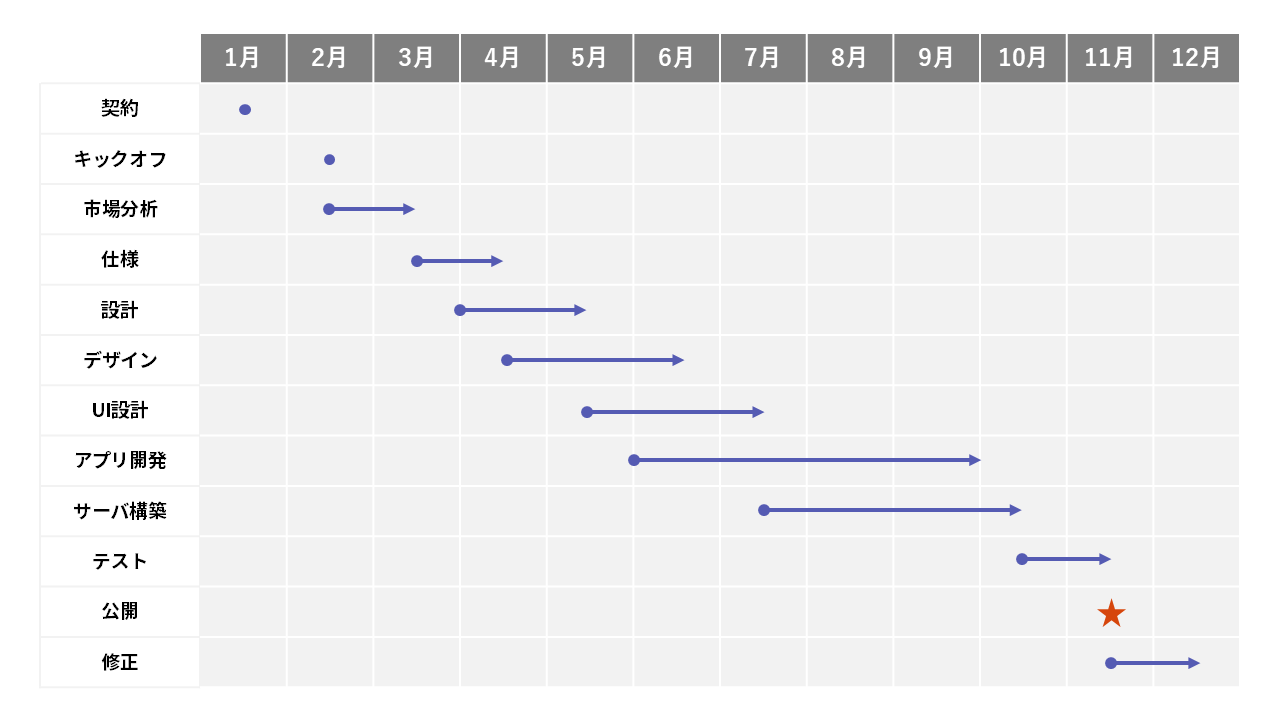 1月 2月 3月 4月 5月 6月 7月 8月 9月 10月 11月 12月
契約
キックオフ
市場分析
仕様
設計
デザイン
UI設計
アプリ開発
サーバ構築
テスト
公開
修正